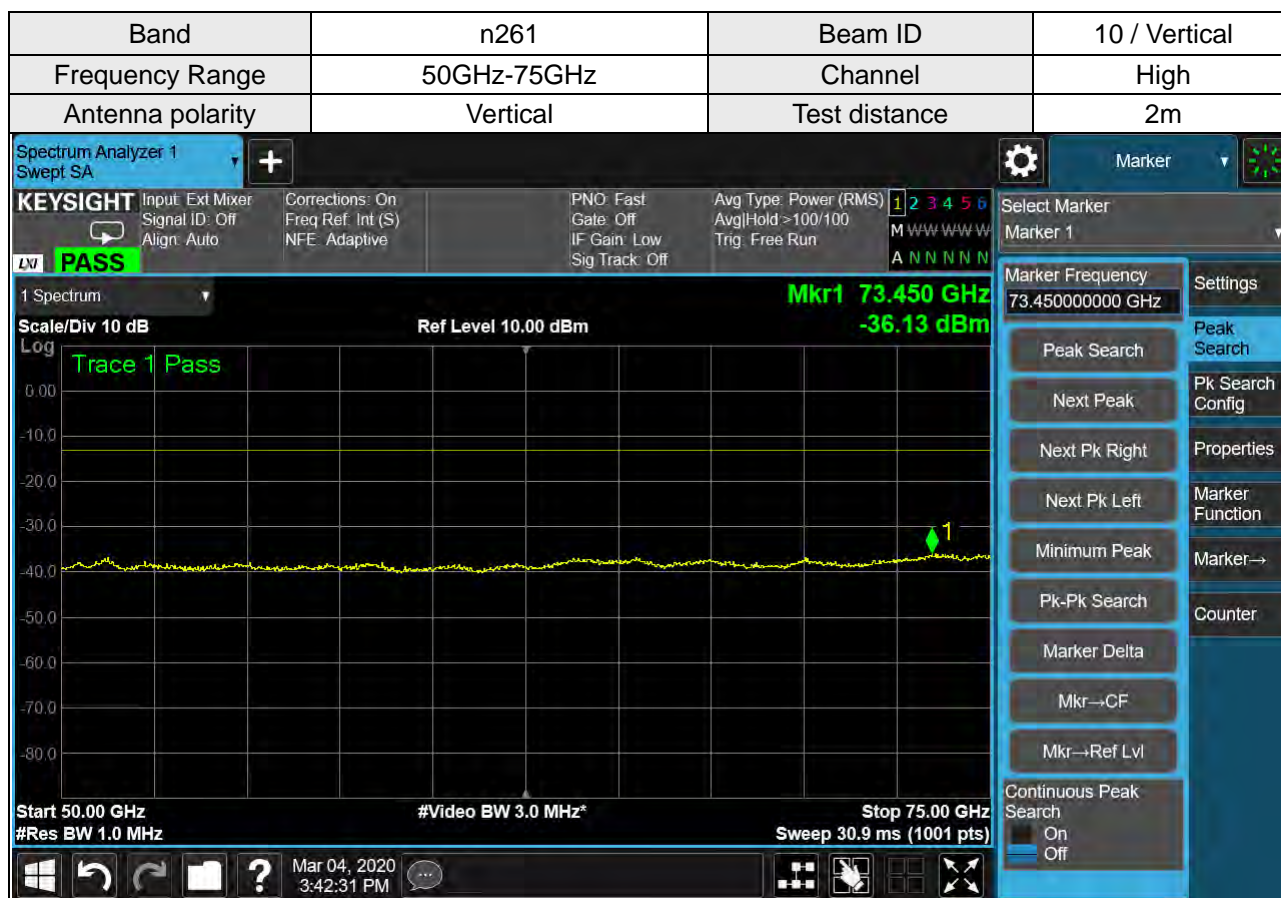 Band n261 Beam ID 10 / Vertical
Frequency Range 50GHz-75GHz Channel High
Antenna polarity Vertical Test distance 2m
Spectrum Analyzer 1
Swept SA
+
Marker
KEYSIGHT
LXI PASS
Input: Ext Mixer
Signal ID: Off
Align: Auto
Corrections: On
Freq Ref: Int (S)
NFE: Adaptive
PNO: Fast
Gate: Off
IF Gain: Low
Sig Track: Off
Avg Type: Power (RMS)
Avg|Hold:>100/100
Trig: Free Run
1 2 3 4 5 6
M W W W W W
A N N N N N
Select Marker
Marker 1
1 Spectrum
Mkr1 73.450 GHz
-36.13 dBm
Scale/Div 10 dB
Ref Level 10.00 dBm
Log
Trace 1 Pass
0.00
-10.0
-20.0
-30.0
-40.0
-50.0
-60.0
-70.0
-80.0
1
Start 50.00 GHz
#Video BW 3.0 MHz*
Stop 75.00 GHz
#Res BW 1.0 MHz
Sweep 30.9 ms (1001 pts)
Marker Frequency
73.450000000 GHz
Peak Search
Next Peak
Next Pk Right
Next Pk Left
Minimum Peak
Pk-Pk Search
Marker Delta
Mkr→CF
Mkr→Ref Lvl
Continuous Peak
Search
On
Off
Settings
Peak
Search
Pk Search
Config
Properties
Marker
Function
Marker→
Counter
?
Mar 04, 2020
3:42:31 PM